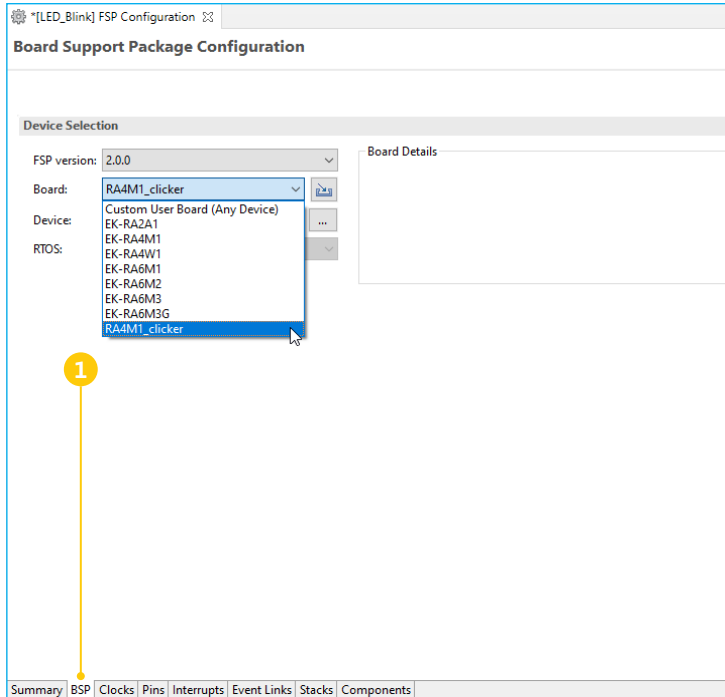 *[LED_Blink] FSP Configuration
Board Support Package Configuration
Device Selection
FSP version: 2.0.0
Board Details
Board: RA4M1_clicker
Custom User Board (Any Device)
Device: ...
EK-RA2A1
EK-RA4M1
RTOS:
EK-RA4W1
EK-RA6M1
EK-RA6M2
EK-RA6M3
EK-RA6M3G
RA4M1_clicker
1
Summary BSP Clocks Pins Interrupts Event Links Stacks Components